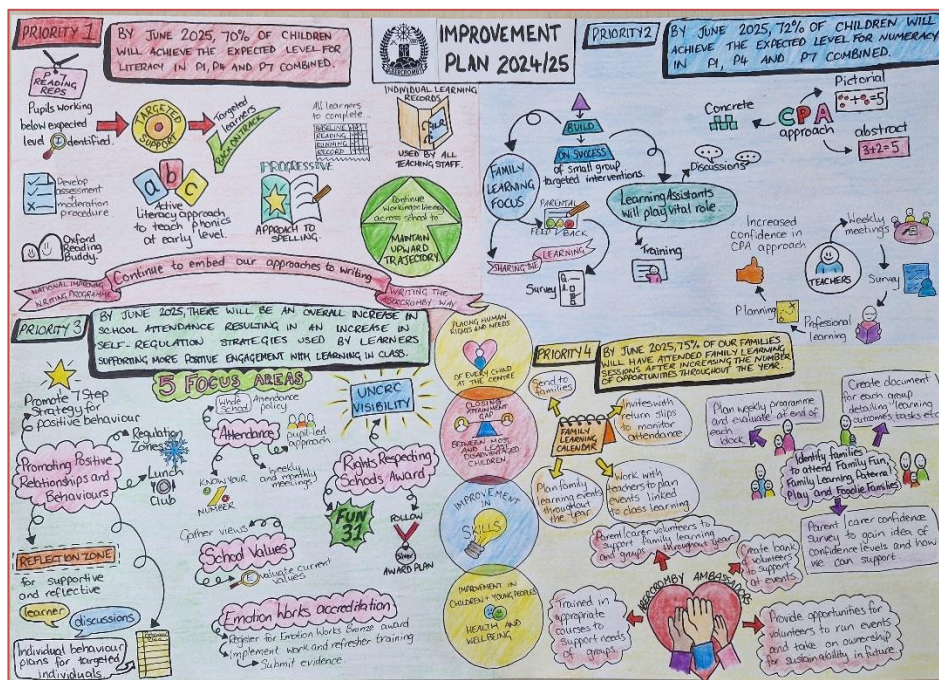 PRIORITY 1
BY JUNE 2025, 70% OF CHILDREN
WILL ACHIEVE THE EXPECTED LEVEL FOR
LITERACY IN P1, P4 AND P7 COMBINED.
IMPROVEMENT
PLAN 2024/25
PRIORITY 2
BY JUNE 2025, 72% OF CHILDREN WILL
ACHIEVE THE EXPECTED LEVEL FOR NUMERACY
IN P1, P4 AND P7 COMBINED.
READING
REPS
Pupils working
below expected
level identified.
TARGETED
SUPPORT
Targeted
learners
BACK ON TRACK
All learners
to complete...
BASELINE
READING
RUNNING
RECORD
INDIVIDUAL LEARNING
RECORDS
USED BY ALL
TEACHING STAFF.
Develop
assessment
+
moderation
procedure.
a b c
Active
literacy approach
to teach phonics
at early level.
PROGRESSIVE
APPROACH TO
SPELLING.
Continue
working on literacy
across school to
MAINTAIN
UPWARD
TRAJECTORY
Oxford
Reading
Buddy.
NATIONAL IMPROVING
WRITING PROGRAMME
Continue to embed our approaches to writing
WRITING THE
ABERCROMBY WAY
BUILD
ON SUCCESS
of small group
targeted interventions.
FAMILY
LEARNING
FOCUS
PARENTAL
FEEDBACK
SHARING THE
LEARNING
Survey
Learning Assistants
will play vital role.
Discussions
Training
Concrete
CPA
approach
Pictorial
=5
abstract
3+2=5
Increased
confidence in
CPA approach
Weekly
meetings
TEACHERS
Survey
Planning
Professional
learning
PRIORITY 3
BY JUNE 2025, THERE WILL BE AN OVERALL INCREASE IN
SCHOOL ATTENDANCE RESULTING IN AN INCREASE IN
SELF-REGULATION STRATEGIES USED BY LEARNERS
SUPPORTING MORE POSITIVE ENGAGEMENT WITH LEARNING IN CLASS.
5 FOCUS AREAS
Promote 7 Step
Strategy for
positive
behaviour
Promoting Positive
Relationships and
Behaviours
Regulation
Zones
Lunch
Club
REFLECTION ZONE
for supportive
and reflective
learner
discussions
Individual behaviour
plans for targeted
individuals.
Whole
School
Attendance
policy
Attendance
pupil-led
approach
KNOW YOUR
NUMBER
weekly
and monthly
meetings
UNCRC
VISIBILITY
Rights Respecting
Schools Award
FUN
31
FOLLOW
Silver
AWARD PLAN
Gather views
School Values
Evaluate current
values
Emotion Works accreditation
Register for Emotion Works Bronze award
Implement work and refresher training
Submit evidence
PLACING HUMAN
RIGHTS AND NEEDS
OF EVERY CHILD
AT THE CENTRE
CLOSING
ATTAINMENT
GAP
BETWEEN MOST
AND LEAST
DISADVANTAGED
CHILDREN.
IMPROVEMENT IN
SKILLS
IMPROVEMENT IN
CHILDREN + YOUNG PEOPLE'S
HEALTH AND
WELLBEING
PRIORITY 4
BY JUNE 2025, 75% OF OUR FAMILIES
WILL HAVE ATTENDED FAMILY LEARNING
SESSIONS AFTER INCREASING THE NUMBER
OF OPPORTUNITIES THROUGHOUT THE YEAR.
Send to
families
FAMILY
LEARNING
CALENDAR
Invites with
return slips
to monitor
attendance
Plan family
learning events
throughout
the year
Work with
teachers to plan
events linked
to class learning
Plan weekly programme
and evaluate at end of
each
block
Create document
for each group
detailing learning
outcomes, tasks etc
Identify families
to attend Family Fun,
Family Learning, Paternal
Play and Foodie Families
Parent/carer confidence
survey to gain idea of
confidence levels and how
we can support
Parent/carer volunteers to
support family learning
and groups throughout year
Create bank
of volunteers
to support
at events
ABERCROMBY AMBASSADORS
Trained in
appropriate
courses to
support needs
of groups.
Provide opportunities for
volunteers to run events
and take on ownership
for sustainability in future.